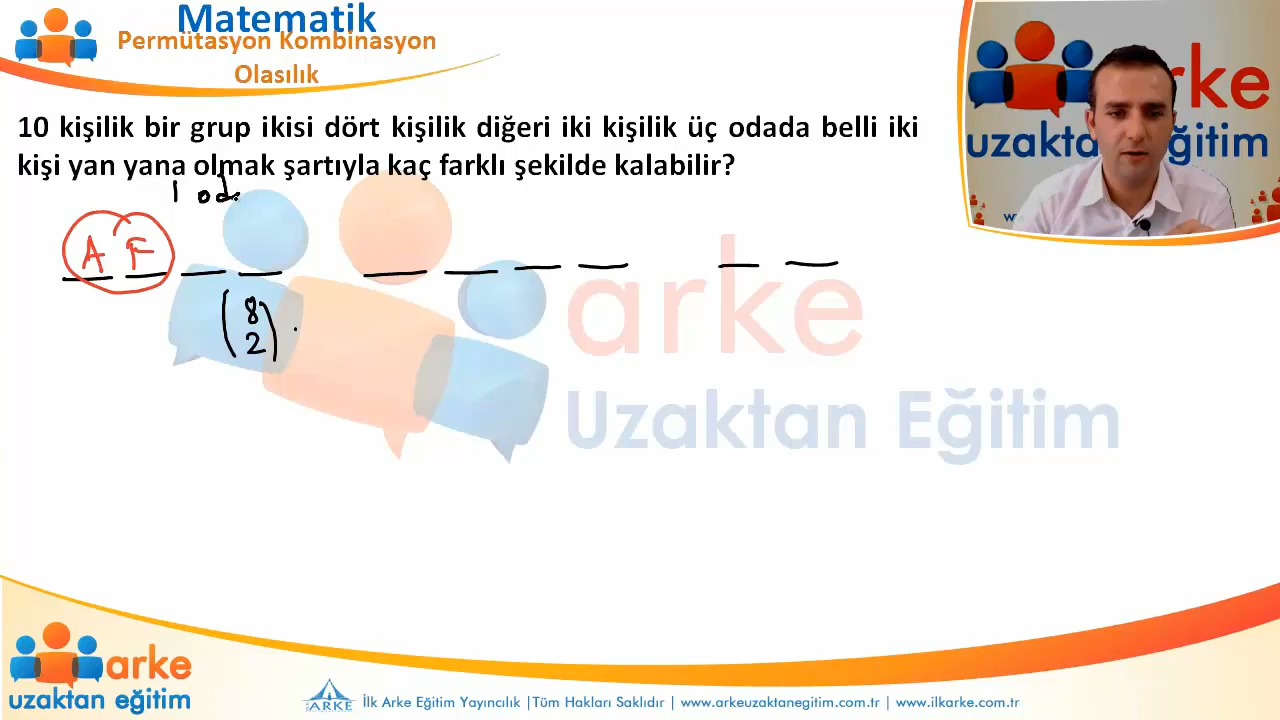 Matematik
Permütasyon Kombinasyon
Olasılık
arke
uzaktan eğitim
10 kişilik bir grup ikisi dört kişilik diğeri iki kişilik üç odada belli iki
kişi yan yana olmak şartıyla kaç farklı şekilde kalabilir?
1 od.
A F
(8
2) .
arke
Uzaktan Eğitim
arke
uzaktan eğitim
ARKE
İlk Arke Eğitim Yayıncılık |Tüm Hakları Saklıdır | www.arkeuzaktanegitim.com.tr | www.ilkarke.com.tr